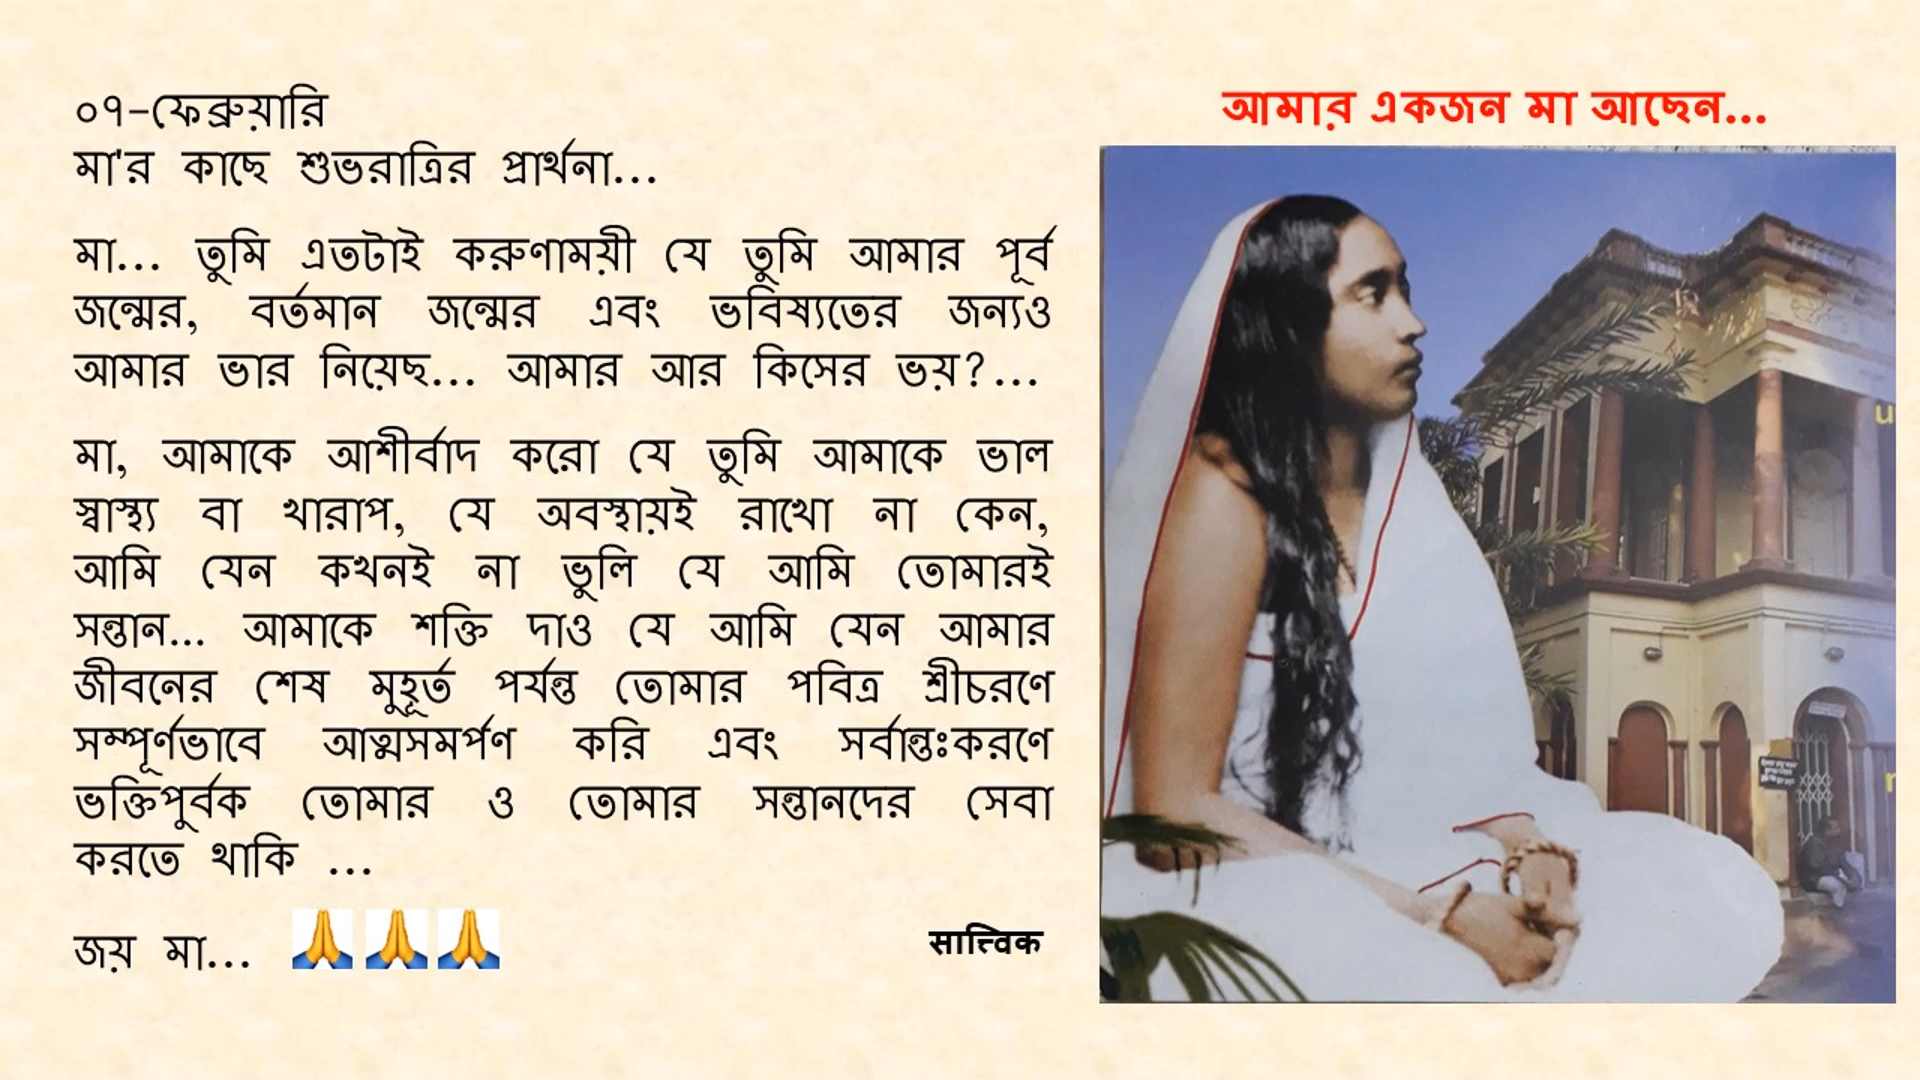 ০৭-ফেব্রুয়ারি
মা'র কাছে শুভরাত্রির প্রার্থনা...
মা... তুমি এতটাই করুণাময়ী যে তুমি আমার পূর্ব
জন্মের, বর্তমান জন্মের এবং ভবিষ্যতের জন্যও
আমার ভার নিয়েছ... আমার আর কিসের ভয়?...
মা, আমাকে আশীর্বাদ করো যে তুমি আমাকে ভাল
স্বাস্থ্য বা খারাপ, যে অবস্থায়ই রাখো না কেন,
আমি যেন কখনই না ভুলি যে আমি তোমারই
সন্তান... আমাকে শক্তি দাও যে আমি যেন আমার
জীবনের শেষ মুহূর্ত পর্যন্ত তোমার পবিত্র শ্রীচরণে
সম্পূর্ণভাবে আত্মসমর্পণ করি এবং সর্বান্তঃকরণে
ভক্তিপুর্বক তোমার ও তোমার সন্তানদের সেবা
করতে থাকি ...
জয় মা... 🙏🙏🙏
सात्त्विक
আমার একজন মা আছেন...